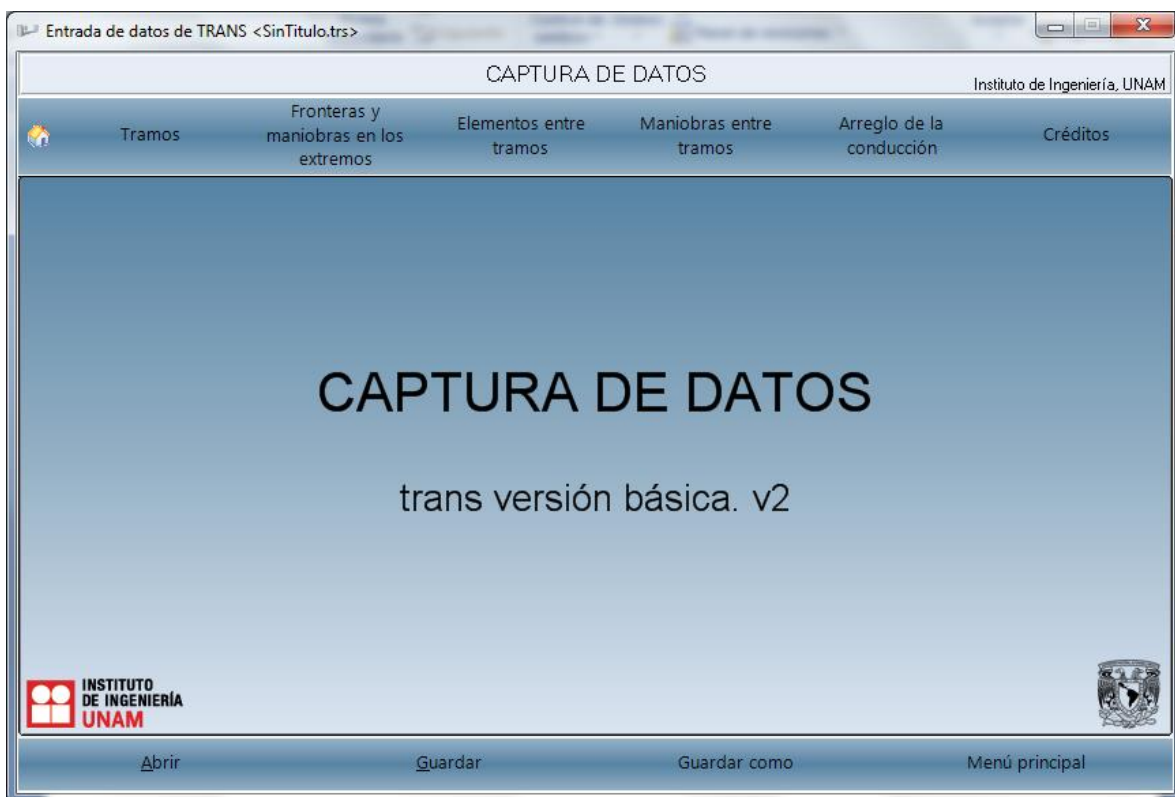 Entrada de datos de TRANS <SinTitulo.trs>
CAPTURA DE DATOS
Instituto de Ingeniería, UNAM
Tramos
Fronteras y
maniobras en los
extremos
Elementos entre
tramos
Maniobras entre
tramos
Arreglo de la
conducción
Créditos
CAPTURA DE DATOS
trans versión básica. v2
INSTITUTO
DE INGENIERÍA
UNAM
Abrir
Guardar
Guardar como
Menú principal